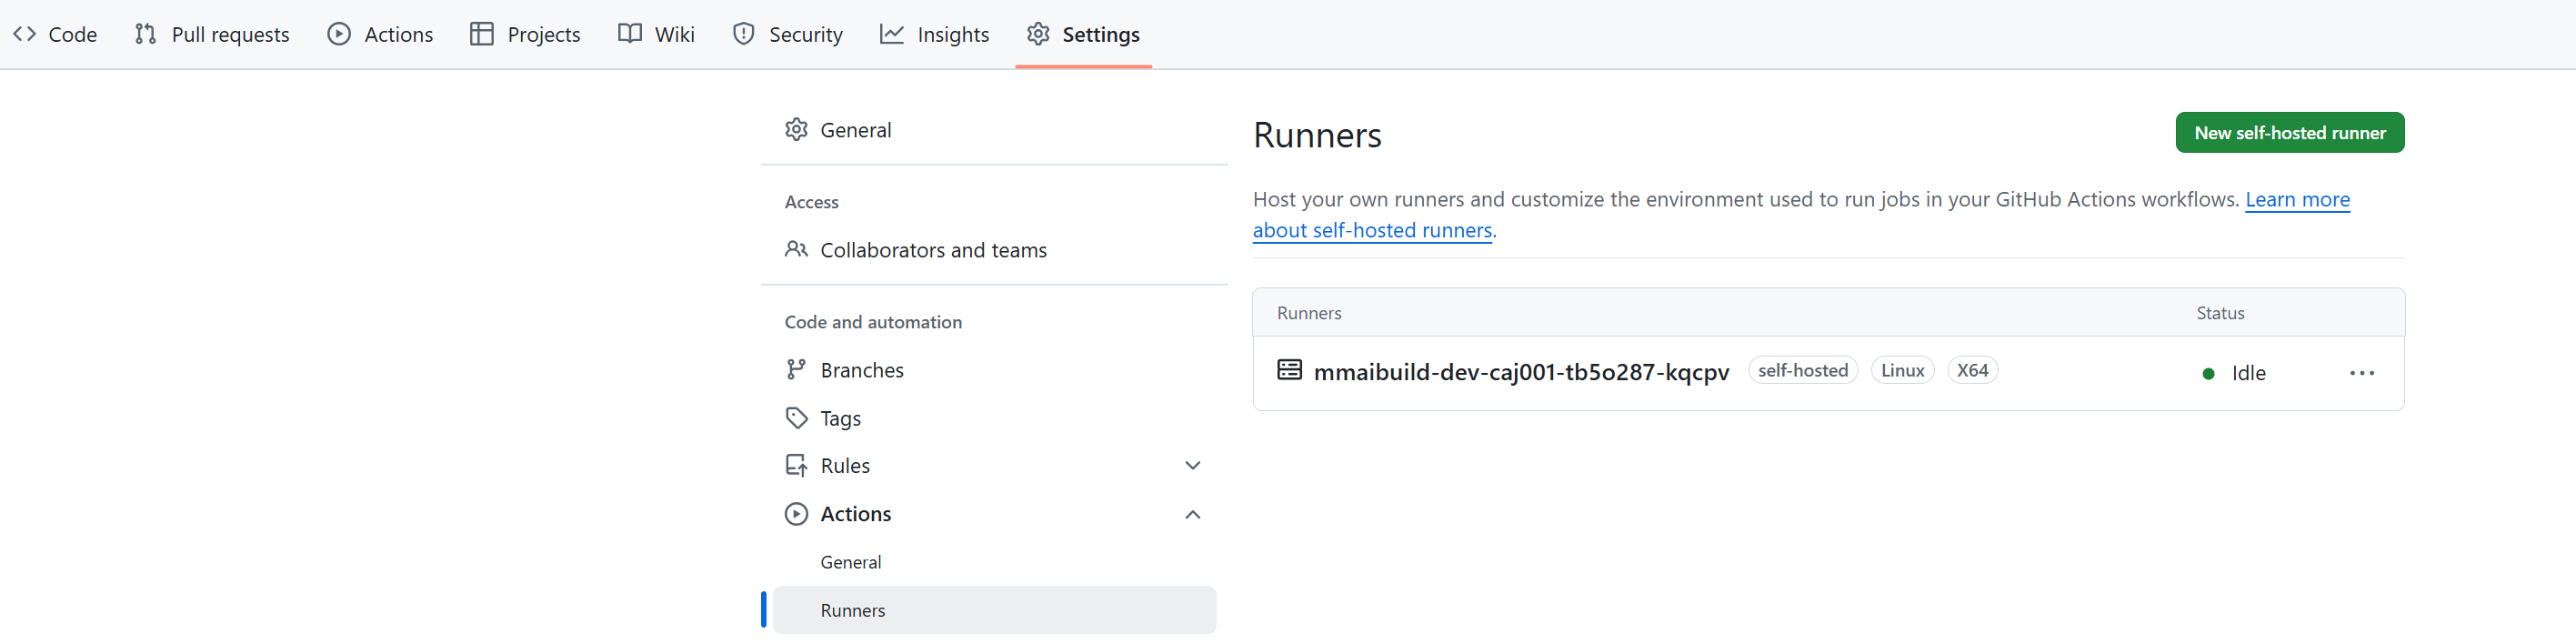 Code Pull requests Actions Projects Wiki Security Insights Settings
General
Access
Collaborators and teams
Code and automation
Branches
Tags
Rules
Actions
General
Runners
Runners
New self-hosted runner
Host your own runners and customize the environment used to run jobs in your GitHub Actions workflows. Learn more
about self-hosted runners.
Runners Status
mmaibuild-dev-caj001-tb5o287-kqcpv self-hosted Linux X64 Idle